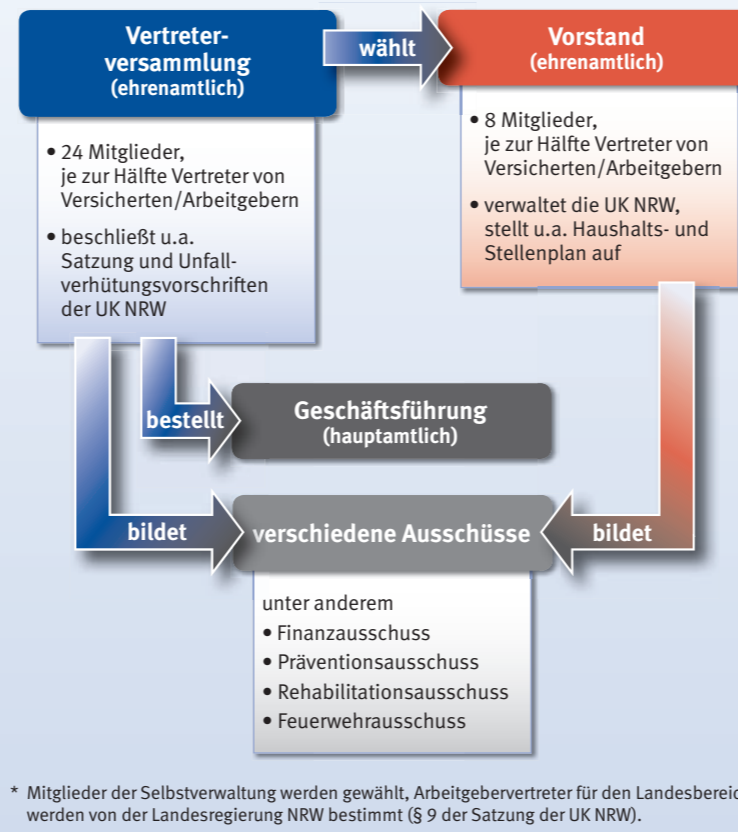 Vertreter-
versammlung
(ehrenamtlich)
wählt
Vorstand
(ehrenamtlich)
• 24 Mitglieder,
je zur Hälfte Vertreter von
Versicherten/Arbeitgebern
• beschließt u.a.
Satzung und Unfall-
verhütungsvorschriften
der UK NRW
• 8 Mitglieder,
je zur Hälfte Vertreter von
Versicherten/Arbeitgebern
• verwaltet die UK NRW,
stellt u.a. Haushalts- und
Stellenplan auf
bestellt
Geschäftsführung
(hauptamtlich)
bildet
verschiedene Ausschüsse
bildet
unter anderem
• Finanzausschuss
• Präventionsausschuss
• Rehabilitationsausschuss
• Feuerwehrausschuss
* Mitglieder der Selbstverwaltung werden gewählt, Arbeitgebervertreter für den Landesbereic
werden von der Landesregierung NRW bestimmt (§ 9 der Satzung der UK NRW).